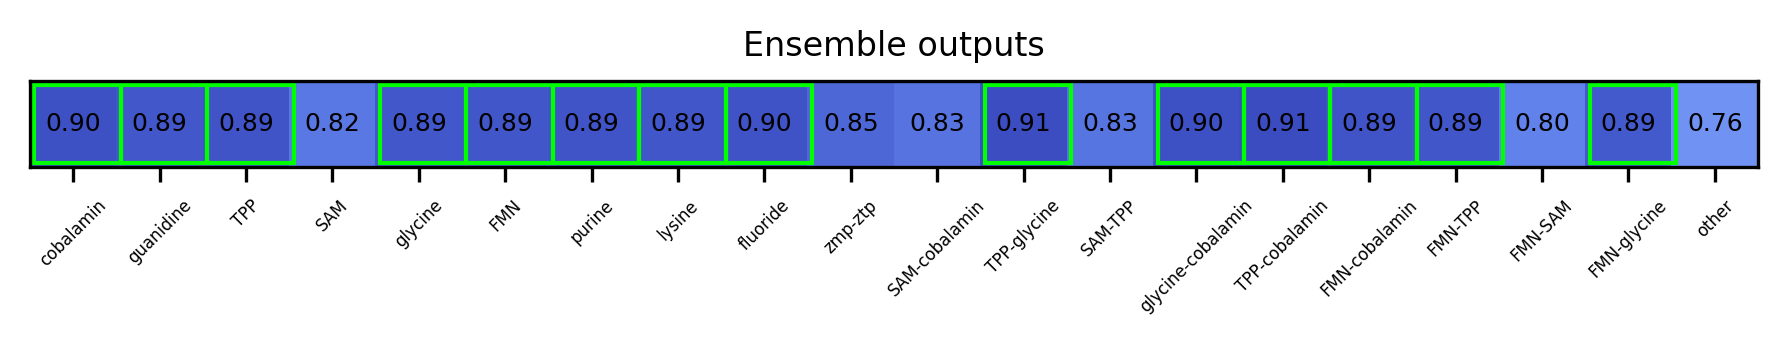 Ensemble outputs
0.90 0.89 0.89 0.82 0.89 0.89 0.89 0.89 0.90 0.85 0.83 0.91 0.83 0.90 0.91 0.89 0.89 0.80 0.89 0.76
cobalamin guanidine TPP SAM glycine FMN purine lysine fluoride zmp-ztp SAM-cobalamin TPP-glycine SAM-TPP glycine-cobalamin TPP-cobalamin FMN-cobalamin FMN-TPP FMN-SAM FMN-glycine other